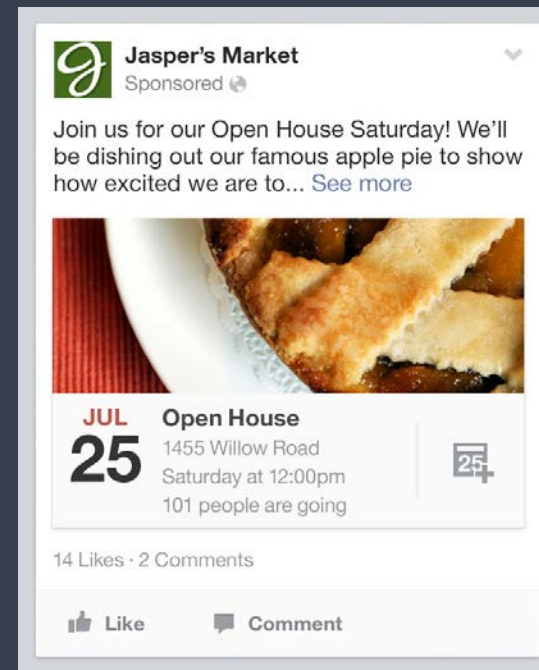 Jasper's Market
Sponsored
Join us for our Open House Saturday! We'll
be dishing out our famous apple pie to show
how excited we are to... See more
JUL
25
Open House
1455 Willow Road
Saturday at 12:00pm
101 people are going
25
14 Likes · 2 Comments
Like
Comment